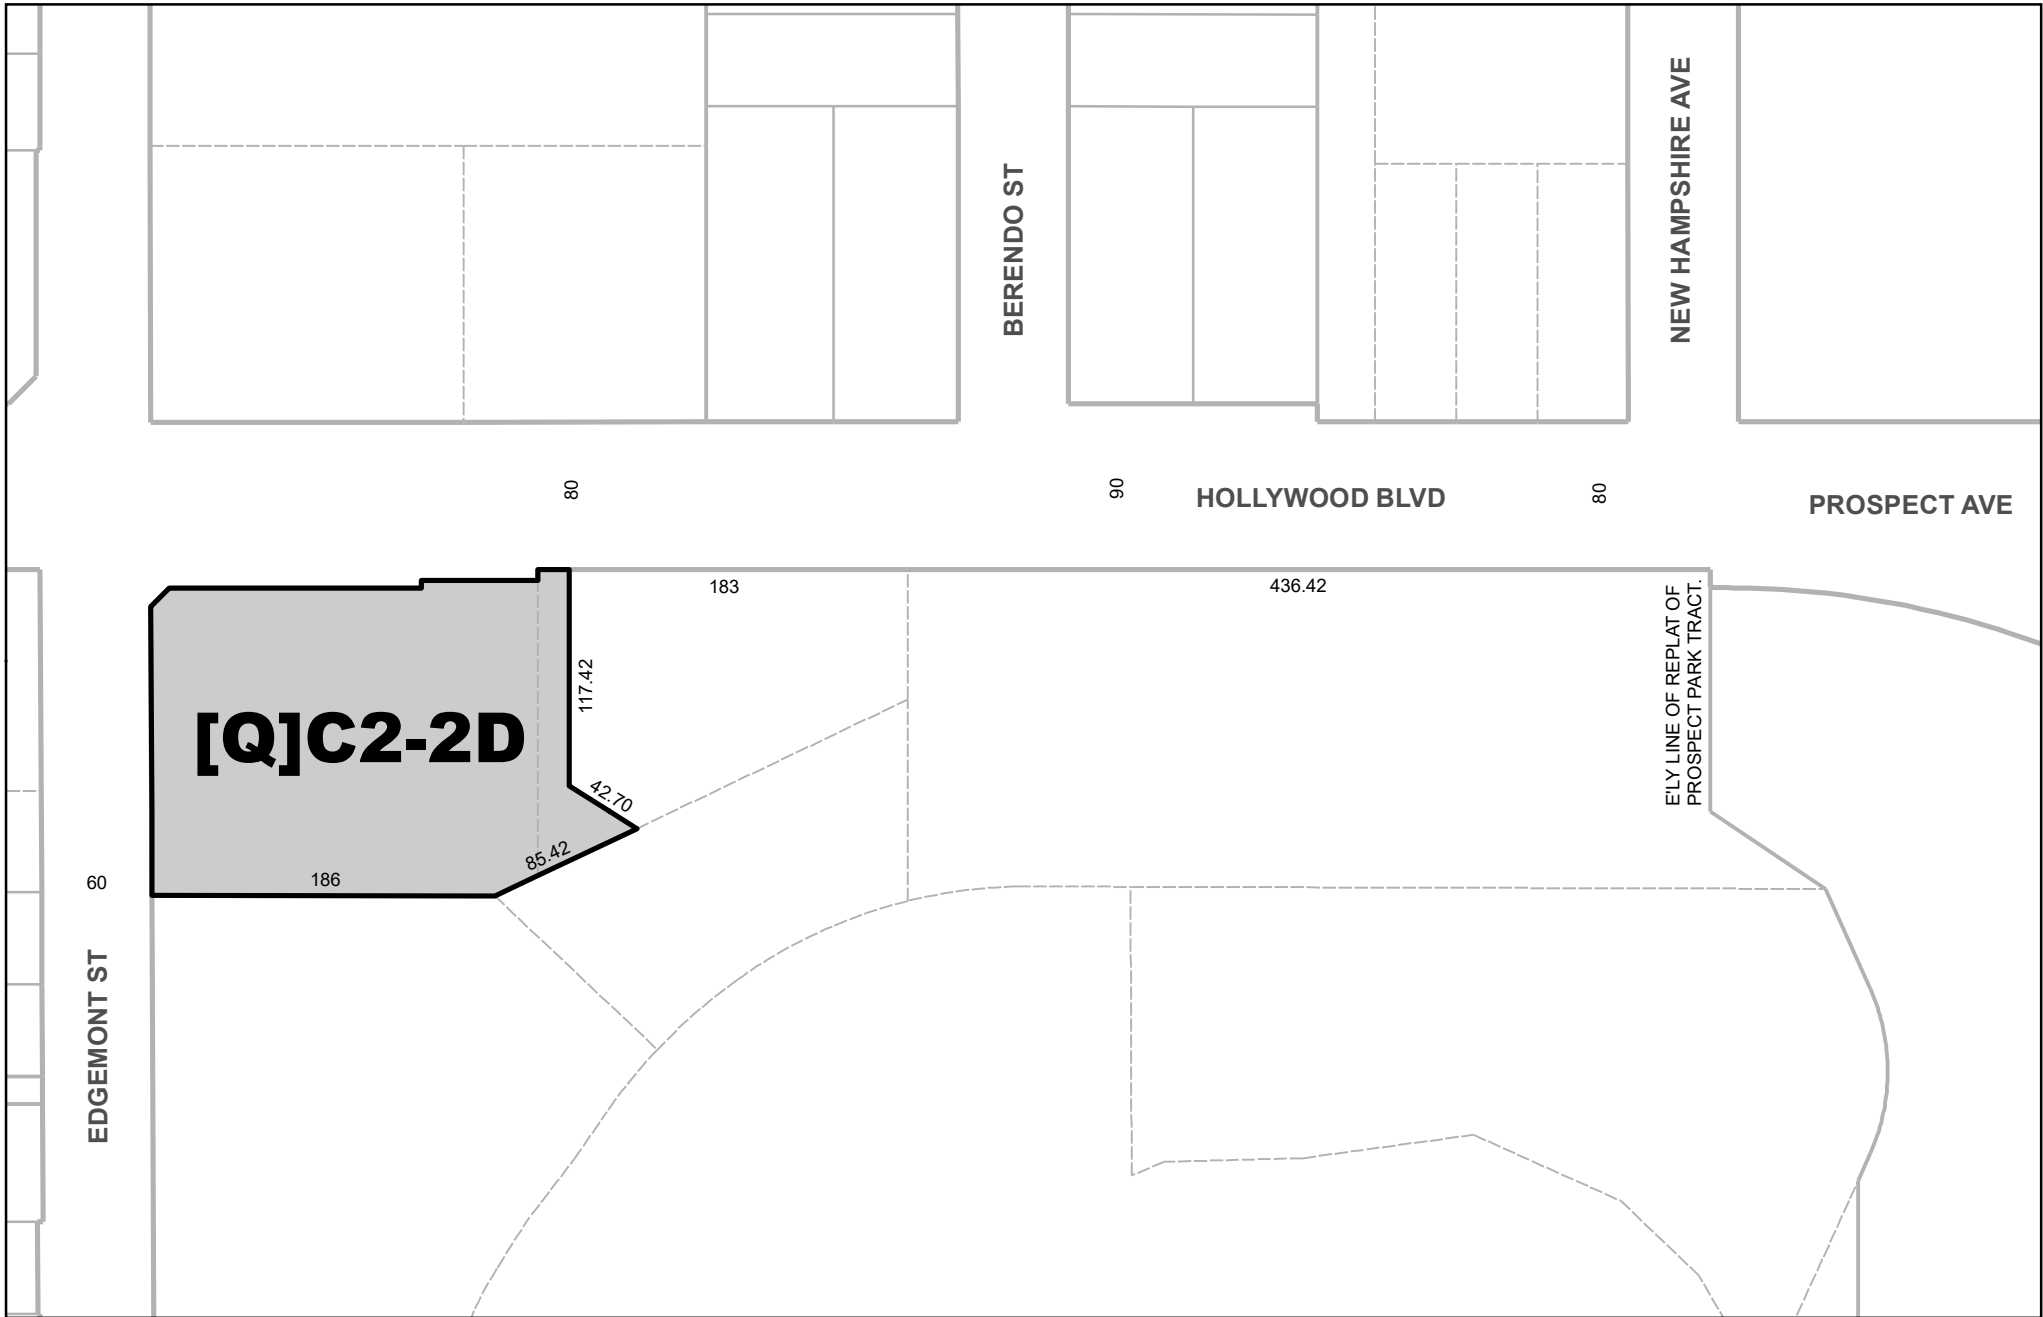 NEW HAMPSHIRE AVE
BERENDO ST
80
90
HOLLYWOOD BLVD
80
PROSPECT AVE
183
436.42
E'LY LINE OF REPLAT OF
PROSPECT PARK TRACT.
117.42
[Q]C2-2D
42.70
85.42
186
60
EDGEMONT ST